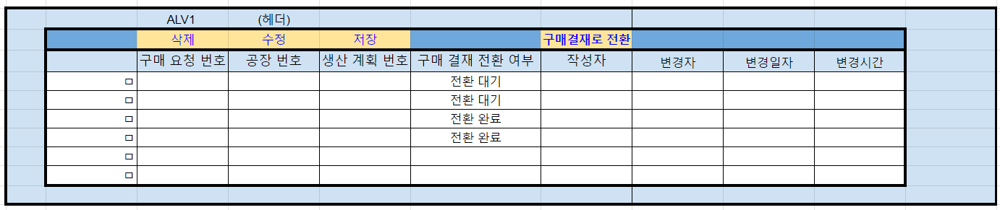 ALV1 (헤더)
삭제 수정 저장 구매결재로 전환
구매 요청 번호 공장 번호 생산 계획 번호 구매 결재 전환 여부 작성자 변경자 변경일자 변경시간
ㅁ 전환 대기
ㅁ 전환 대기
ㅁ 전환 완료
ㅁ 전환 완료
ㅁ
ㅁ